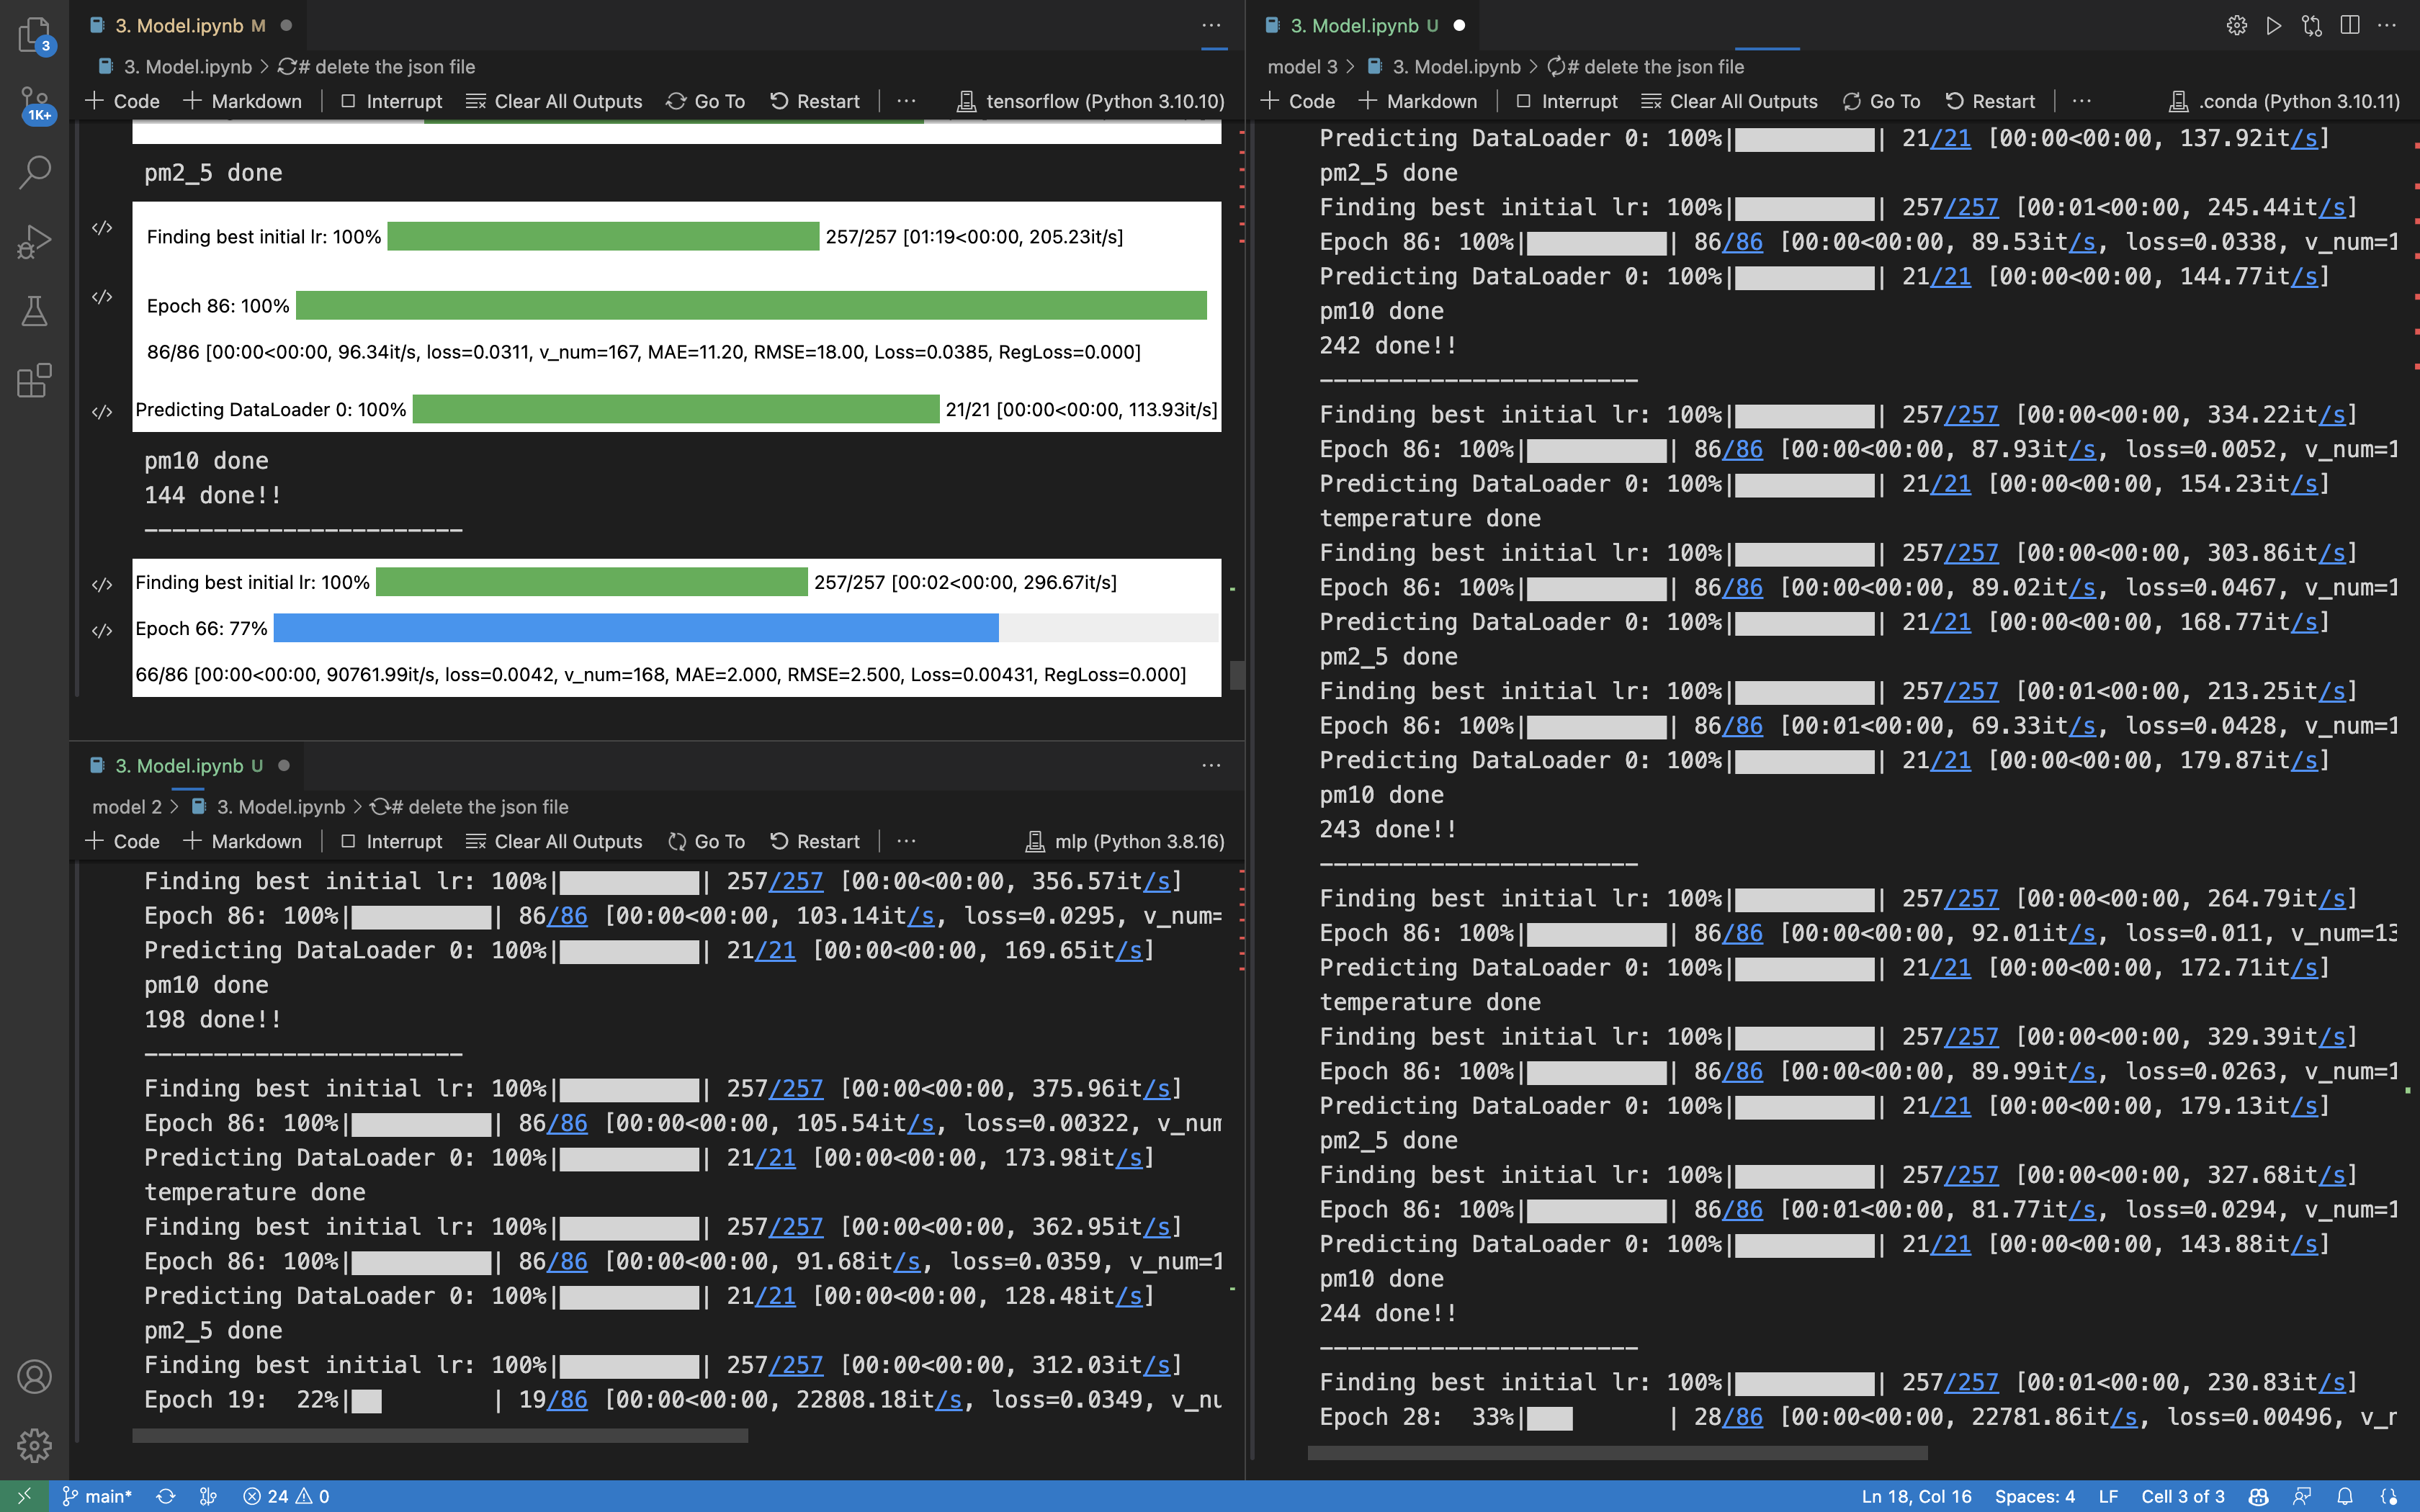 3
1K+
3. Model.ipynb M
3. Model.ipynb > # delete the json file
+ Code + Markdown Interrupt Clear All Outputs Go To Restart ... tensorflow (Python 3.10.10)
pm2_5 done
Finding best initial lr: 100% 257/257 [01:19<00:00, 205.23it/s]
Epoch 86: 100%
86/86 [00:00<00:00, 96.34it/s, loss=0.0311, v_num=167, MAE=11.20, RMSE=18.00, Loss=0.0385, RegLoss=0.000]
Predicting DataLoader 0: 100% 21/21 [00:00<00:00, 113.93it/s]
pm10 done
144 done!!
-----------------------
Finding best initial lr: 100% 257/257 [00:02<00:00, 296.67it/s]
Epoch 66: 77%
66/86 [00:00<00:00, 90761.99it/s, loss=0.0042, v_num=168, MAE=2.000, RMSE=2.500, Loss=0.00431, RegLoss=0.000]
3. Model.ipynb U
model 2 > 3. Model.ipynb > # delete the json file
+ Code + Markdown Interrupt Clear All Outputs Go To Restart ... mlp (Python 3.8.16)
Finding best initial lr: 100%| | 257/257 [00:00<00:00, 356.57it/s]
Epoch 86: 100%| | 86/86 [00:00<00:00, 103.14it/s, loss=0.0295, v_num=
Predicting DataLoader 0: 100%| | 21/21 [00:00<00:00, 169.65it/s]
pm10 done
198 done!!
-----------------------
Finding best initial lr: 100%| | 257/257 [00:00<00:00, 375.96it/s]
Epoch 86: 100%| | 86/86 [00:00<00:00, 105.54it/s, loss=0.00322, v_num
Predicting DataLoader 0: 100%| | 21/21 [00:00<00:00, 173.98it/s]
temperature done
Finding best initial lr: 100%| | 257/257 [00:00<00:00, 362.95it/s]
Epoch 86: 100%| | 86/86 [00:00<00:00, 91.68it/s, loss=0.0359, v_num=1
Predicting DataLoader 0: 100%| | 21/21 [00:00<00:00, 128.48it/s]
pm2_5 done
Finding best initial lr: 100%| | 257/257 [00:00<00:00, 312.03it/s]
Epoch 19: 22%| | 19/86 [00:00<00:00, 22808.18it/s, loss=0.0349, v_nu
3. Model.ipynb U
model 3 > 3. Model.ipynb > # delete the json file
+ Code + Markdown Interrupt Clear All Outputs Go To Restart ... .conda (Python 3.10.11)
Predicting DataLoader 0: 100%| | 21/21 [00:00<00:00, 137.92it/s]
pm2_5 done
Finding best initial lr: 100%| | 257/257 [00:01<00:00, 245.44it/s]
Epoch 86: 100%| | 86/86 [00:00<00:00, 89.53it/s, loss=0.0338, v_num=1
Predicting DataLoader 0: 100%| | 21/21 [00:00<00:00, 144.77it/s]
pm10 done
242 done!!
-----------------------
Finding best initial lr: 100%| | 257/257 [00:00<00:00, 334.22it/s]
Epoch 86: 100%| | 86/86 [00:00<00:00, 87.93it/s, loss=0.0052, v_num=1
Predicting DataLoader 0: 100%| | 21/21 [00:00<00:00, 154.23it/s]
temperature done
Finding best initial lr: 100%| | 257/257 [00:00<00:00, 303.86it/s]
Epoch 86: 100%| | 86/86 [00:00<00:00, 89.02it/s, loss=0.0467, v_num=1
Predicting DataLoader 0: 100%| | 21/21 [00:00<00:00, 168.77it/s]
pm2_5 done
Finding best initial lr: 100%| | 257/257 [00:01<00:00, 213.25it/s]
Epoch 86: 100%| | 86/86 [00:01<00:00, 69.33it/s, loss=0.0428, v_num=1
Predicting DataLoader 0: 100%| | 21/21 [00:00<00:00, 179.87it/s]
pm10 done
243 done!!
-----------------------
Finding best initial lr: 100%| | 257/257 [00:00<00:00, 264.79it/s]
Epoch 86: 100%| | 86/86 [00:00<00:00, 92.01it/s, loss=0.011, v_num=13
Predicting DataLoader 0: 100%| | 21/21 [00:00<00:00, 172.71it/s]
temperature done
Finding best initial lr: 100%| | 257/257 [00:00<00:00, 329.39it/s]
Epoch 86: 100%| | 86/86 [00:00<00:00, 89.99it/s, loss=0.0263, v_num=1
Predicting DataLoader 0: 100%| | 21/21 [00:00<00:00, 179.13it/s]
pm2_5 done
Finding best initial lr: 100%| | 257/257 [00:00<00:00, 327.68it/s]
Epoch 86: 100%| | 86/86 [00:01<00:00, 81.77it/s, loss=0.0294, v_num=1
Predicting DataLoader 0: 100%| | 21/21 [00:00<00:00, 143.88it/s]
pm10 done
244 done!!
-----------------------
Finding best initial lr: 100%| | 257/257 [00:01<00:00, 230.83it/s]
Epoch 28: 33%| | 28/86 [00:00<00:00, 22781.86it/s, loss=0.00496, v_r
main* 24 0 Ln 18, Col 16 Spaces: 4 LF Cell 3 of 3